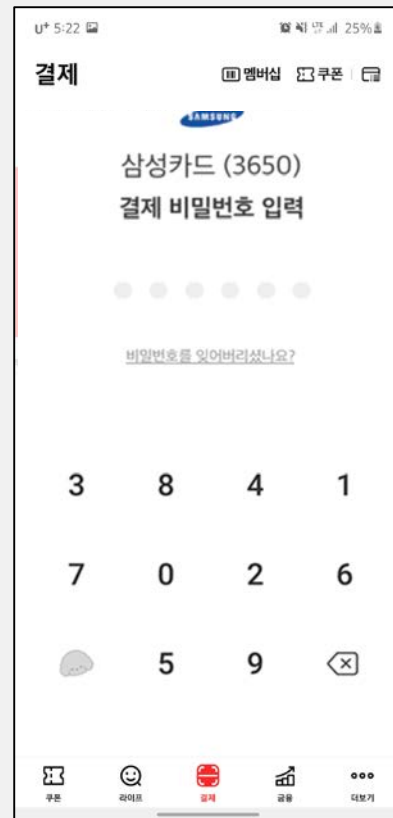 U+ 5:22 LTE 25%
결제 멤버십 쿠폰
SAMSUNG
삼성카드 (3650)
결제 비밀번호 입력
비밀번호를 잊어버리셨나요?
3 8 4 1
7 0 2 6
5 9
쿠폰 라이프 결제 금융 더보기